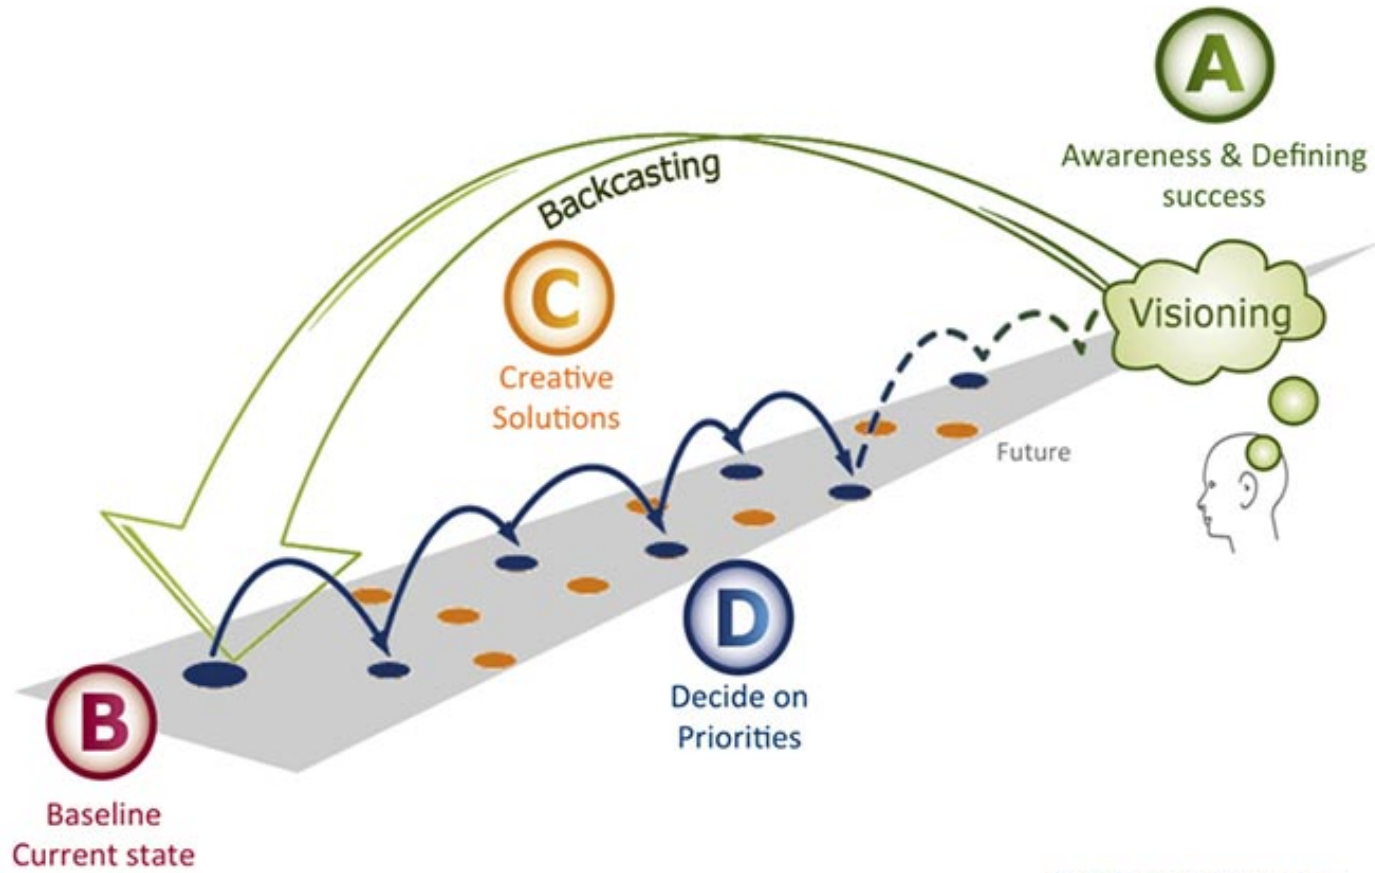 A
Awareness & Defining
success
Backcasting
C
Creative
Solutions
Visioning
Future
D
Decide on
Priorities
B
Baseline
Current state